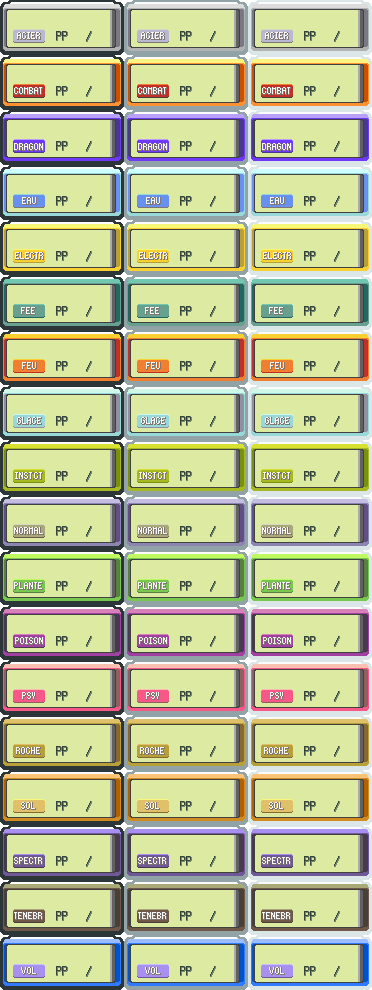 ACIER PP / ACIER PP / ACIER PP /
COMBAT PP / COMBAT PP / COMBAT PP /
DRAGON PP / DRAGON PP / DRAGON PP /
EAU PP / EAU PP / EAU PP /
ELECTR PP / ELECTR PP / ELECTR PP /
FEE PP / FEE PP / FEE PP /
FEU PP / FEU PP / FEU PP /
GLACE PP / GLACE PP / GLACE PP /
INSTCT PP / INSTCT PP / INSTCT PP /
NORMAL PP / NORMAL PP / NORMAL PP /
PLANTE PP / PLANTE PP / PLANTE PP /
POISON PP / POISON PP / POISON PP /
PSY PP / PSY PP / PSY PP /
ROCHE PP / ROCHE PP / ROCHE PP /
SOL PP / SOL PP / SOL PP /
SPECTR PP / SPECTR PP / SPECTR PP /
TENEBR PP / TENEBR PP / TENEBR PP /
VOL PP / VOL PP / VOL PP /